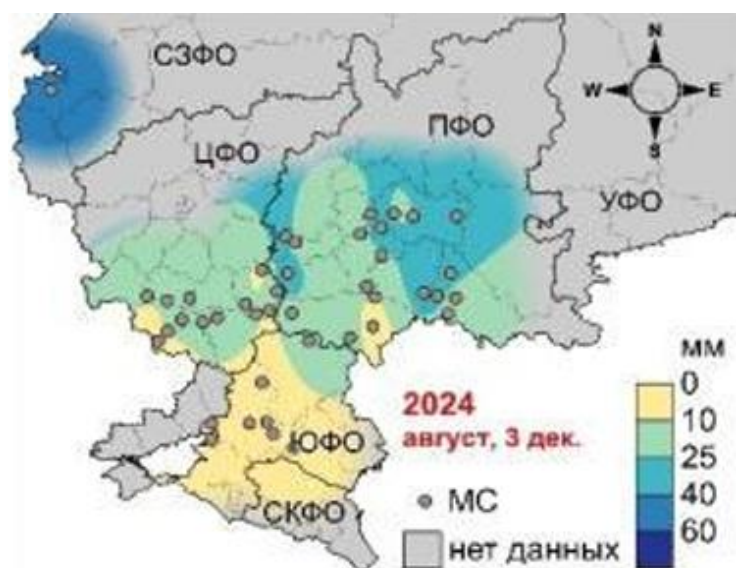 СЗФО
N
W E
S
ПФО
ЦФО
УФО
мм
0
10
25
40
60
2024
август, 3 дек.
ЮФО
МС
СКФО
нет данных